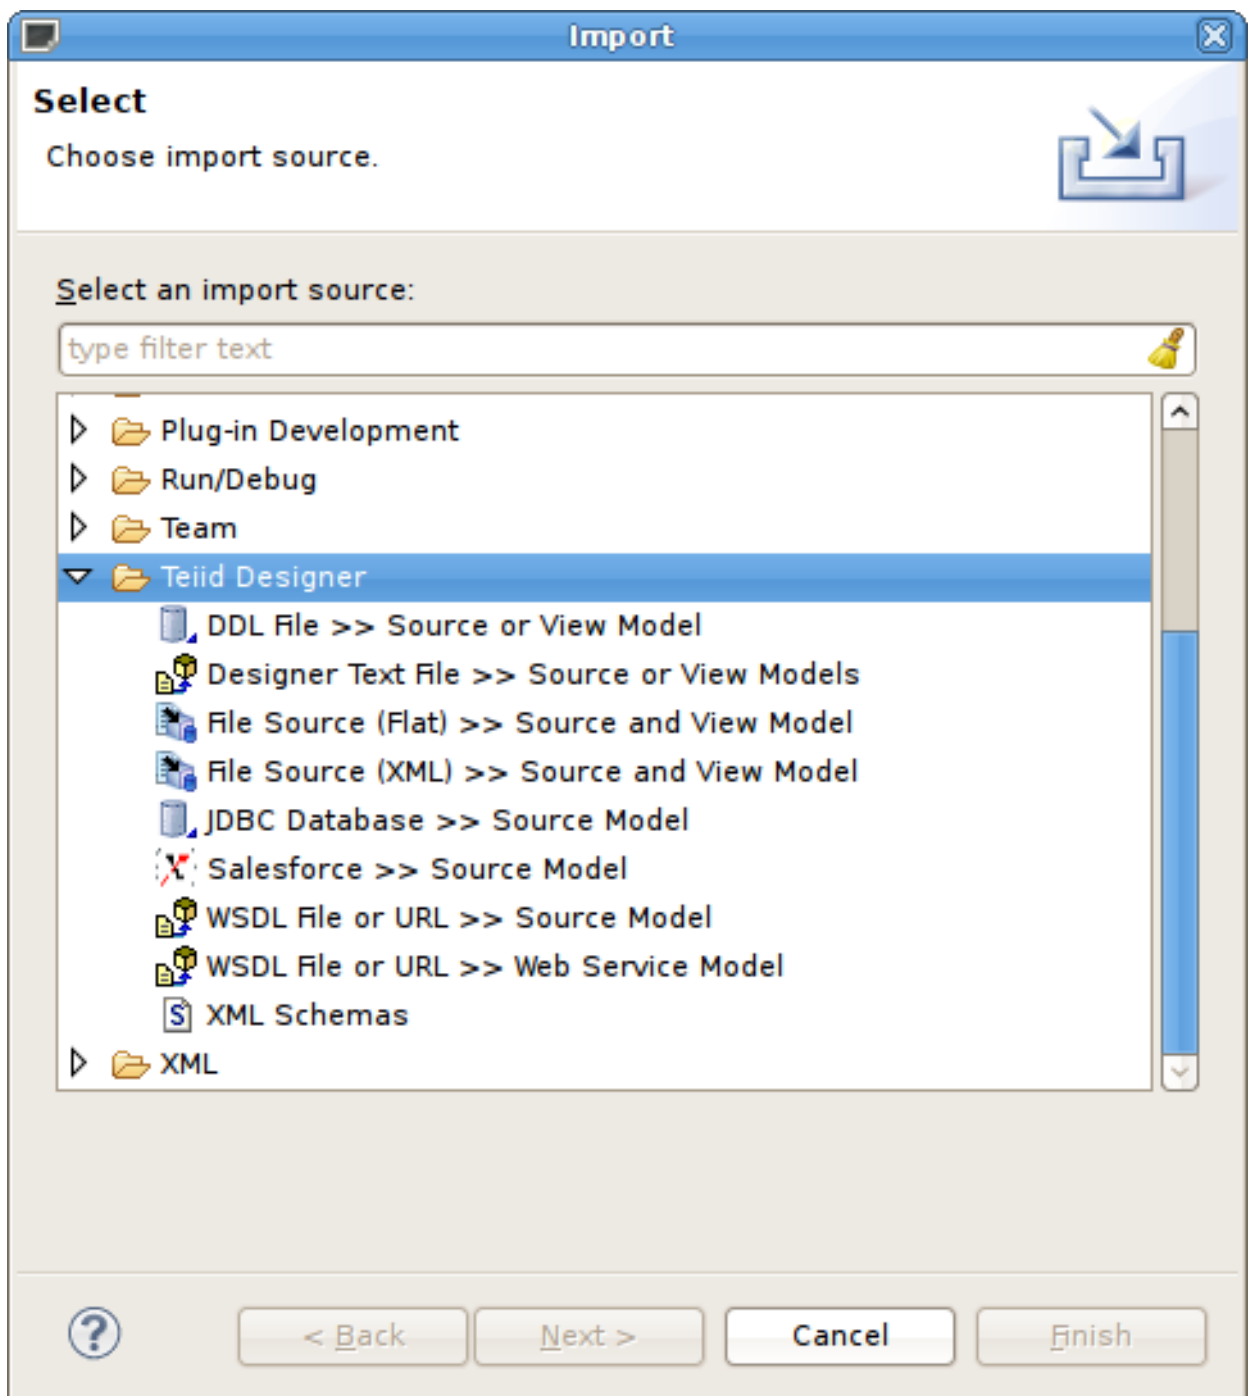 Import
Select
Choose import source.
Select an import source:
type filter text
Plug-in Development
Run/Debug
Team
Teiid Designer
DDL File >> Source or View Model
Designer Text File >> Source or View Models
File Source (Flat) >> Source and View Model
File Source (XML) >> Source and View Model
JDBC Database >> Source Model
Salesforce >> Source Model
WSDL File or URL >> Source Model
WSDL File or URL >> Web Service Model
XML Schemas
XML
< Back Next > Cancel Finish